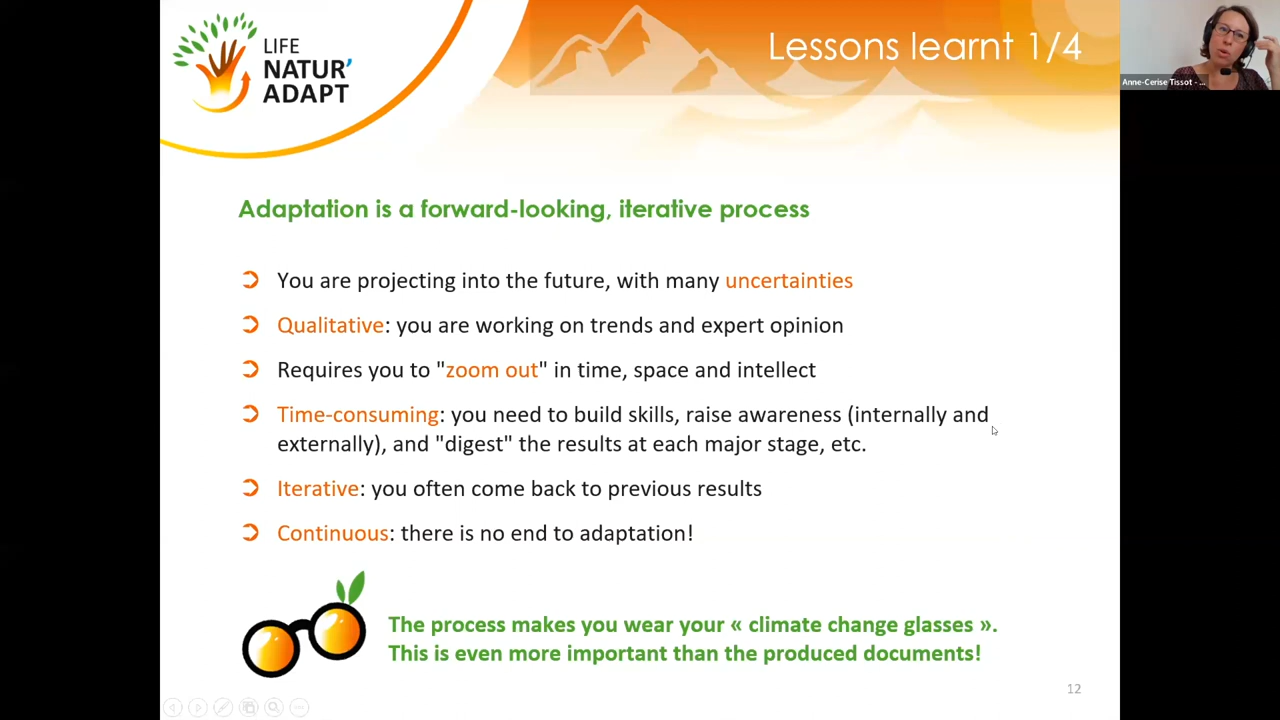 LIFE
NATUR'
ADAPT
Lessons learnt 1/4
Anne-Cerise Tissot - ...
Adaptation is a forward-looking, iterative process
You are projecting into the future, with many uncertainties
Qualitative: you are working on trends and expert opinion
Requires you to "zoom out" in time, space and intellect
Time-consuming: you need to build skills, raise awareness (internally and
externally), and "digest" the results at each major stage, etc.
Iterative: you often come back to previous results
Continuous: there is no end to adaptation!
The process makes you wear your « climate change glasses ».
This is even more important than the produced documents!
12